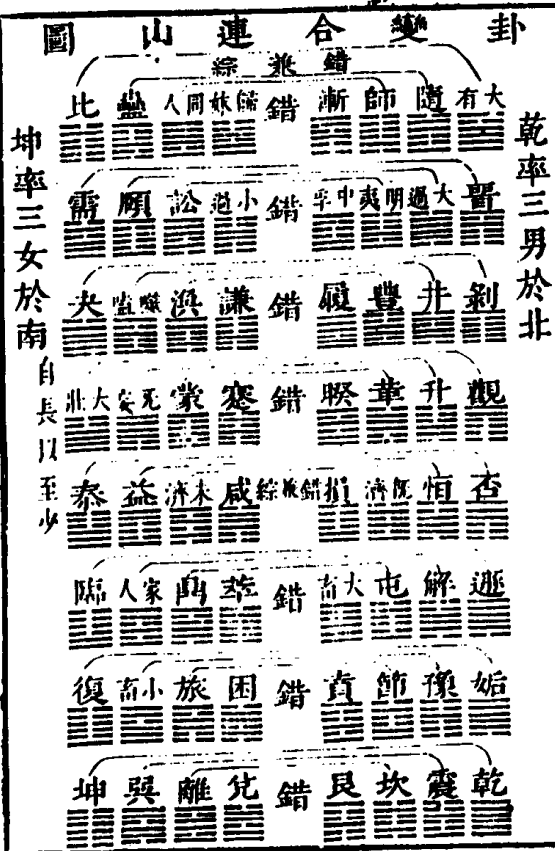 卦變合連山圖
乾率三男於北
錯兼綜
大有 隨 師 漸 錯 歸妹 同人 蠱 比
晉 大過 明夷 中孚 錯 小過 訟 頤 需
剝 井 豐 履 錯 謙 渙 噬嗑 夬
觀 升 革 睽 錯 蹇 蒙 无妄 大壯
否 恒 既濟 損 錯兼綜 咸 未濟 益 泰
遯 解 屯 大畜 錯 萃 鼎 家人 臨
姤 豫 節 賁 錯 困 旅 小畜 復
乾 震 坎 艮 錯 兌 離 巽 坤
坤率三女於南 自長以至少